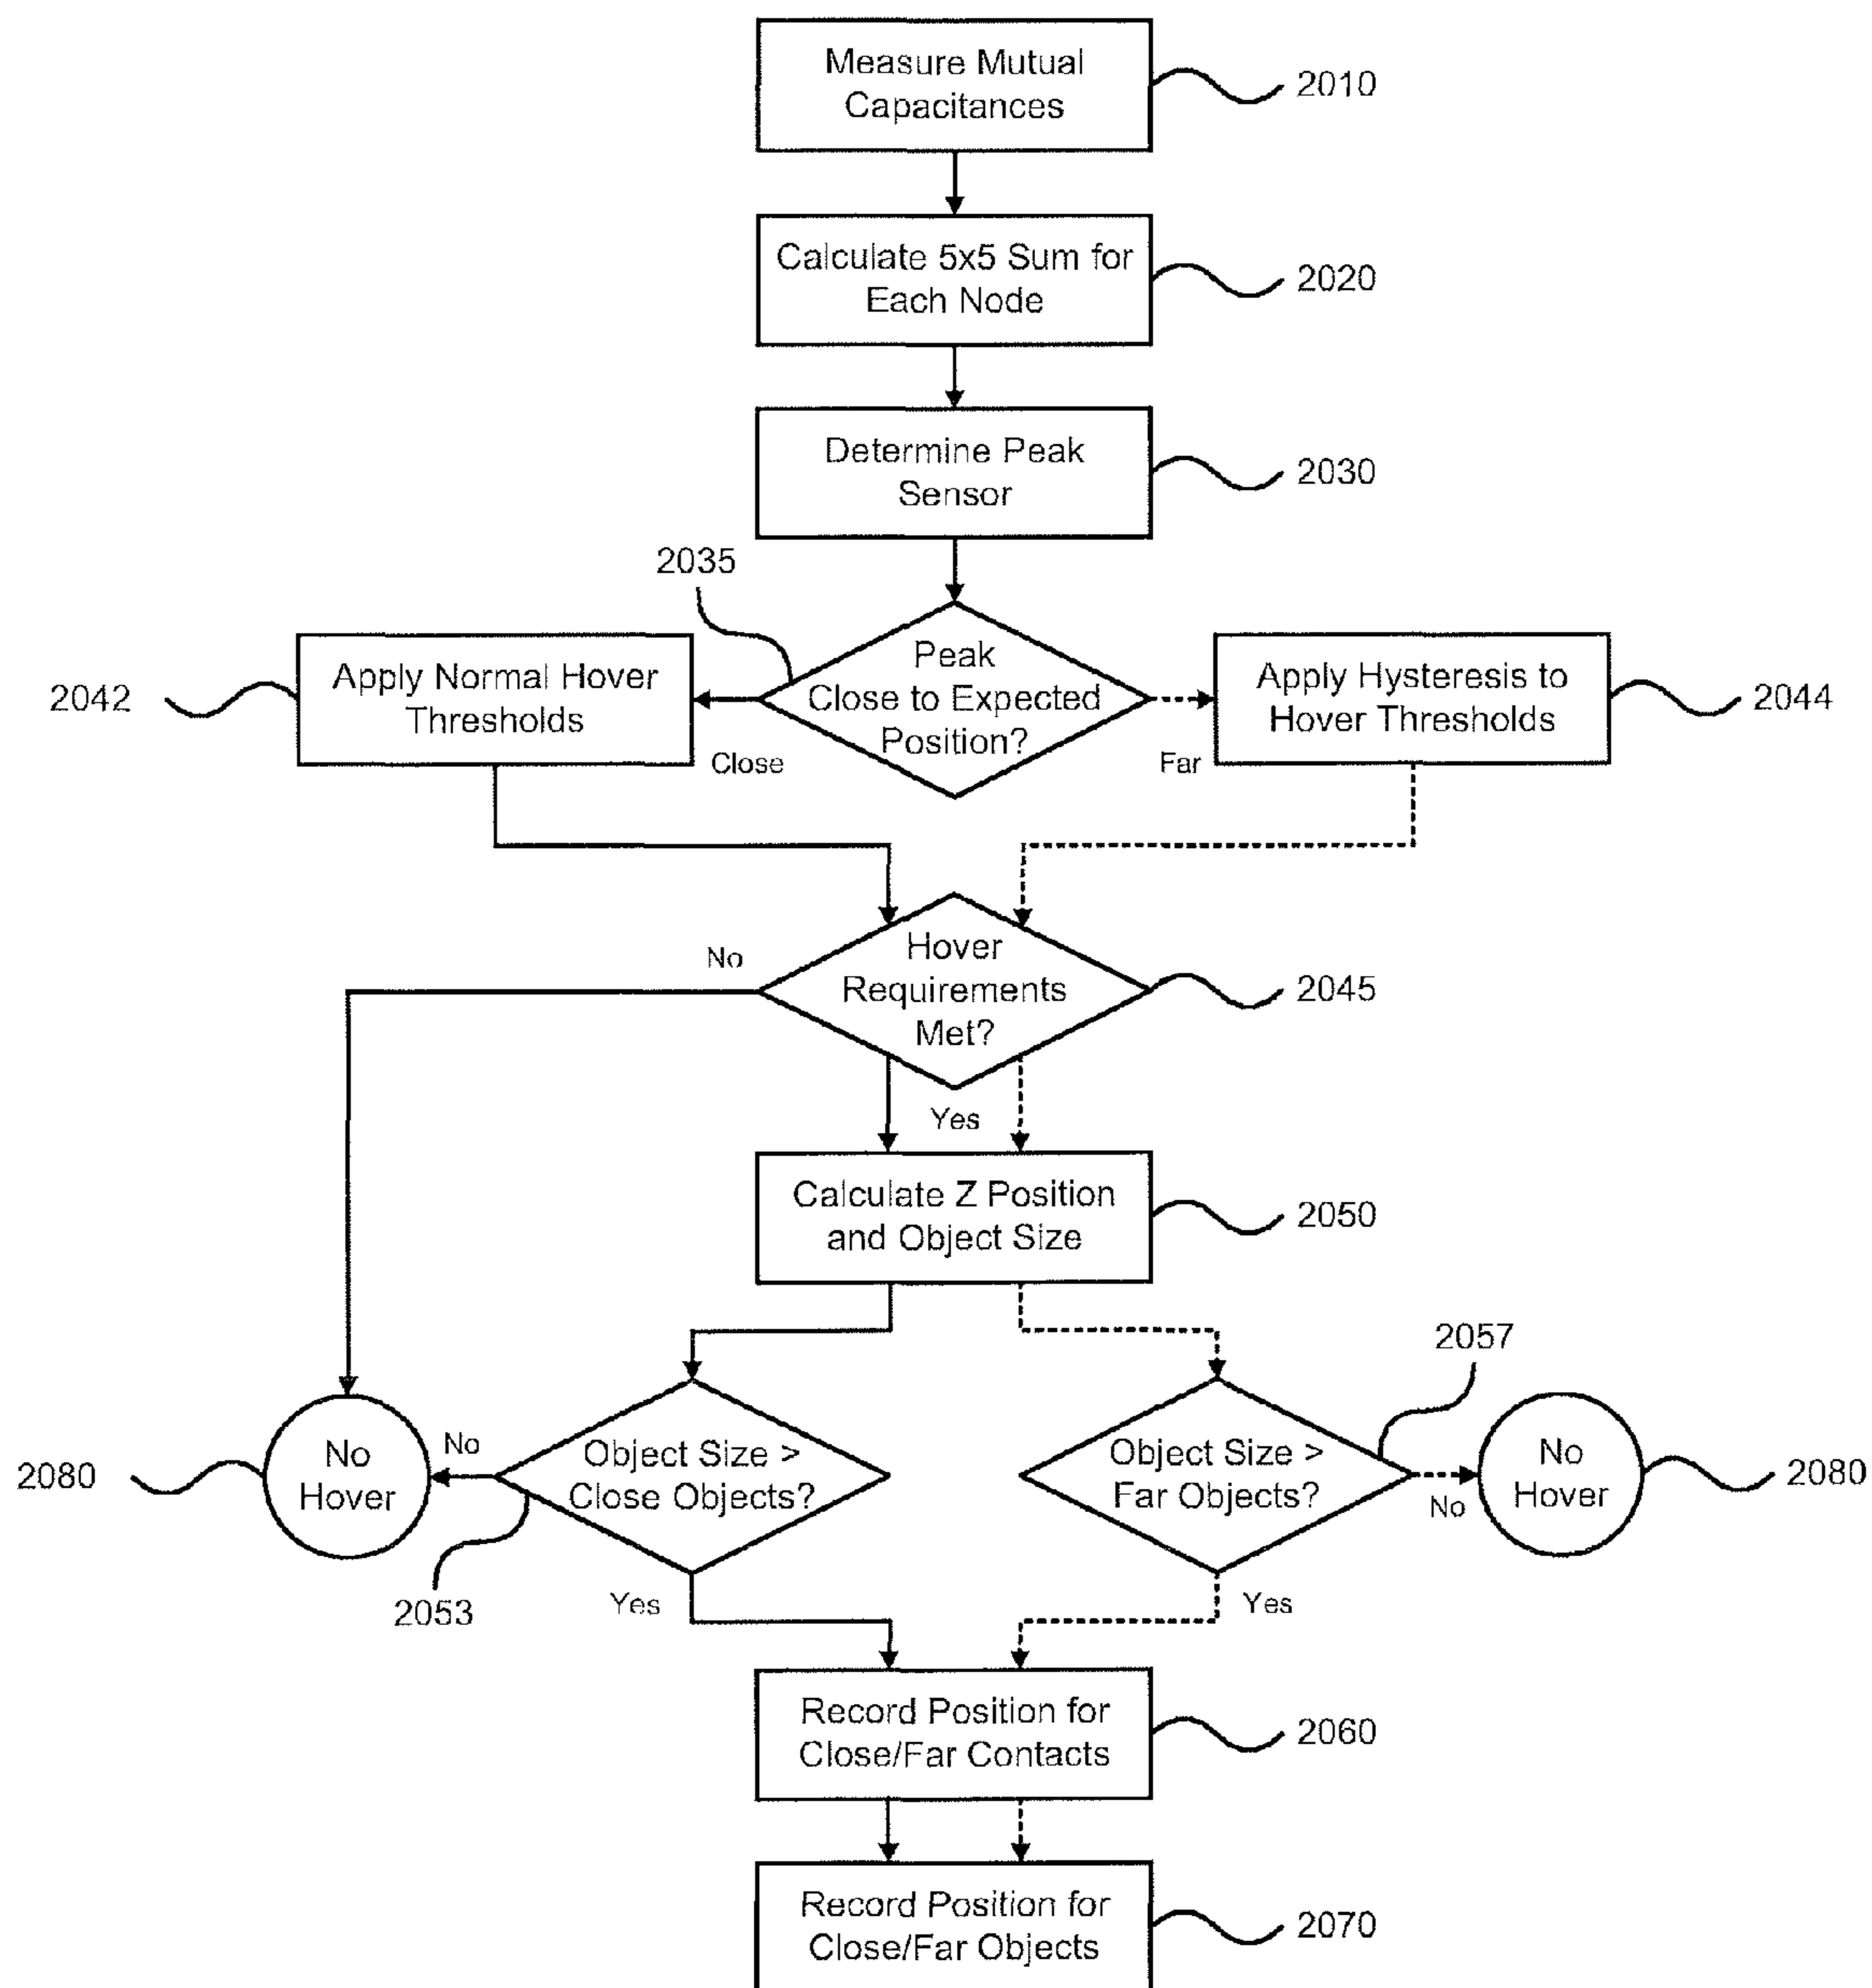 Measure Mutual
Capacitances
2010
Calculate 5x5 Sum for
Each Node
2020
Determine Peak
Sensor
2030
2035
Peak
Close to Expected
Position?
Apply Normal Hover
Thresholds
2042
Close
Far
Apply Hysteresis to
Hover Thresholds
2044
Hover
Requirements
Met?
2045
No
Yes
Calculate Z Position
and Object Size
2050
2057
No
Hover
2080
No
Object Size >
Close Objects?
2053
Object Size >
Far Objects?
No
No
Hover
2080
Yes
Yes
Record Position for
Close/Far Contacts
2060
Record Position for
Close/Far Objects
2070